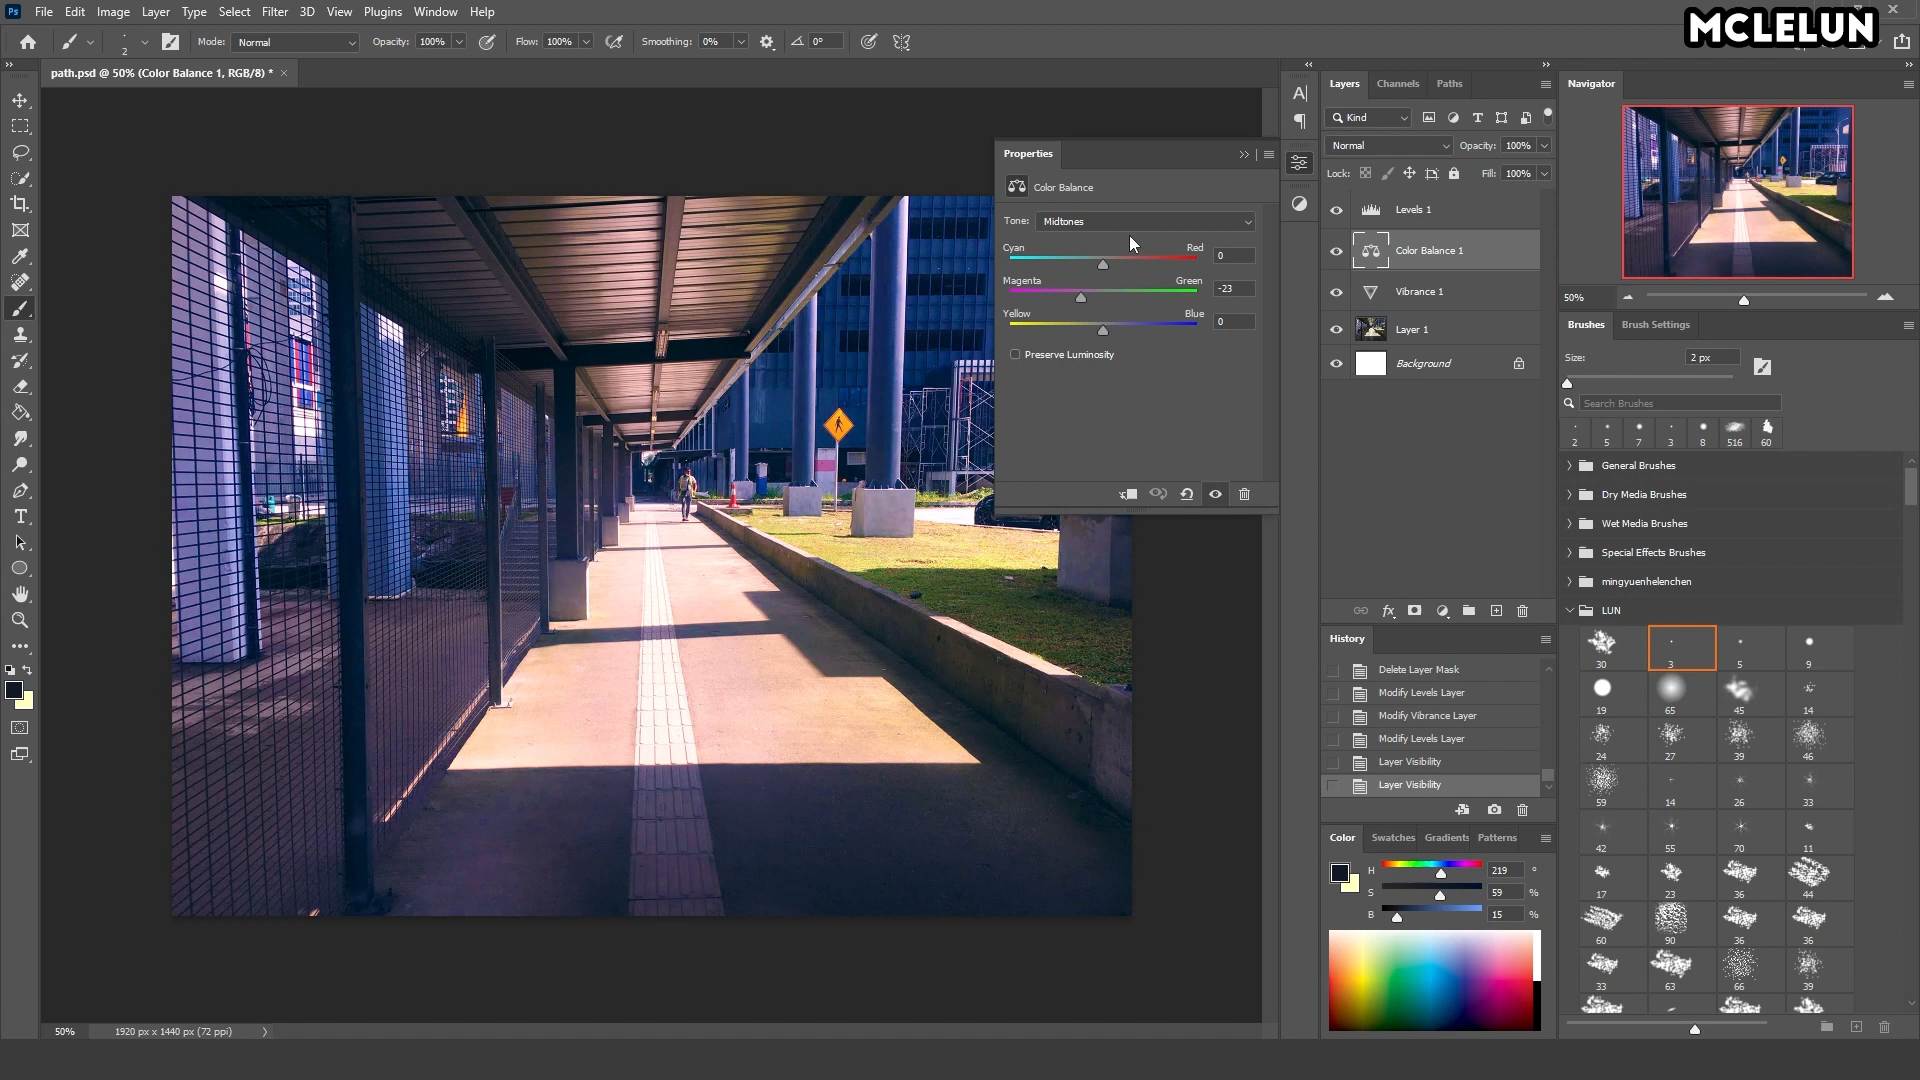 Ps File Edit Image Layer Type Select Filter 3D View Plugins Window Help
MCLELUN
2 Mode: Normal Opacity: 100% Flow: 100% Smoothing: 0% 0°
path.psd @ 50% (Color Balance 1, RGB/8) *
Properties
Color Balance
Tone: Midtones
Cyan Red 0
Magenta Green -23
Yellow Blue 0
Preserve Luminosity
50% 1920 px x 1440 px (72 ppi)
Layers Channels Paths
Kind
Normal Opacity: 100%
Lock: Fill: 100%
Levels 1
Color Balance 1
Vibrance 1
Layer 1
Background
fx
History
Delete Layer Mask
Modify Levels Layer
Modify Vibrance Layer
Modify Levels Layer
Layer Visibility
Layer Visibility
Color Swatches Gradients Patterns
H 219 °
S 59 %
B 15 %
Navigator
50%
Brushes Brush Settings
Size: 2 px
Search Brushes
2 5 7 3 8 516 60
General Brushes
Dry Media Brushes
Wet Media Brushes
Special Effects Brushes
mingyuenhelenchen
LUN
30 3 5 9
19 65 45 14
24 27 39 46
59 14 26 33
42 55 70 11
17 23 36 44
60 90 36 36
33 63 66 39